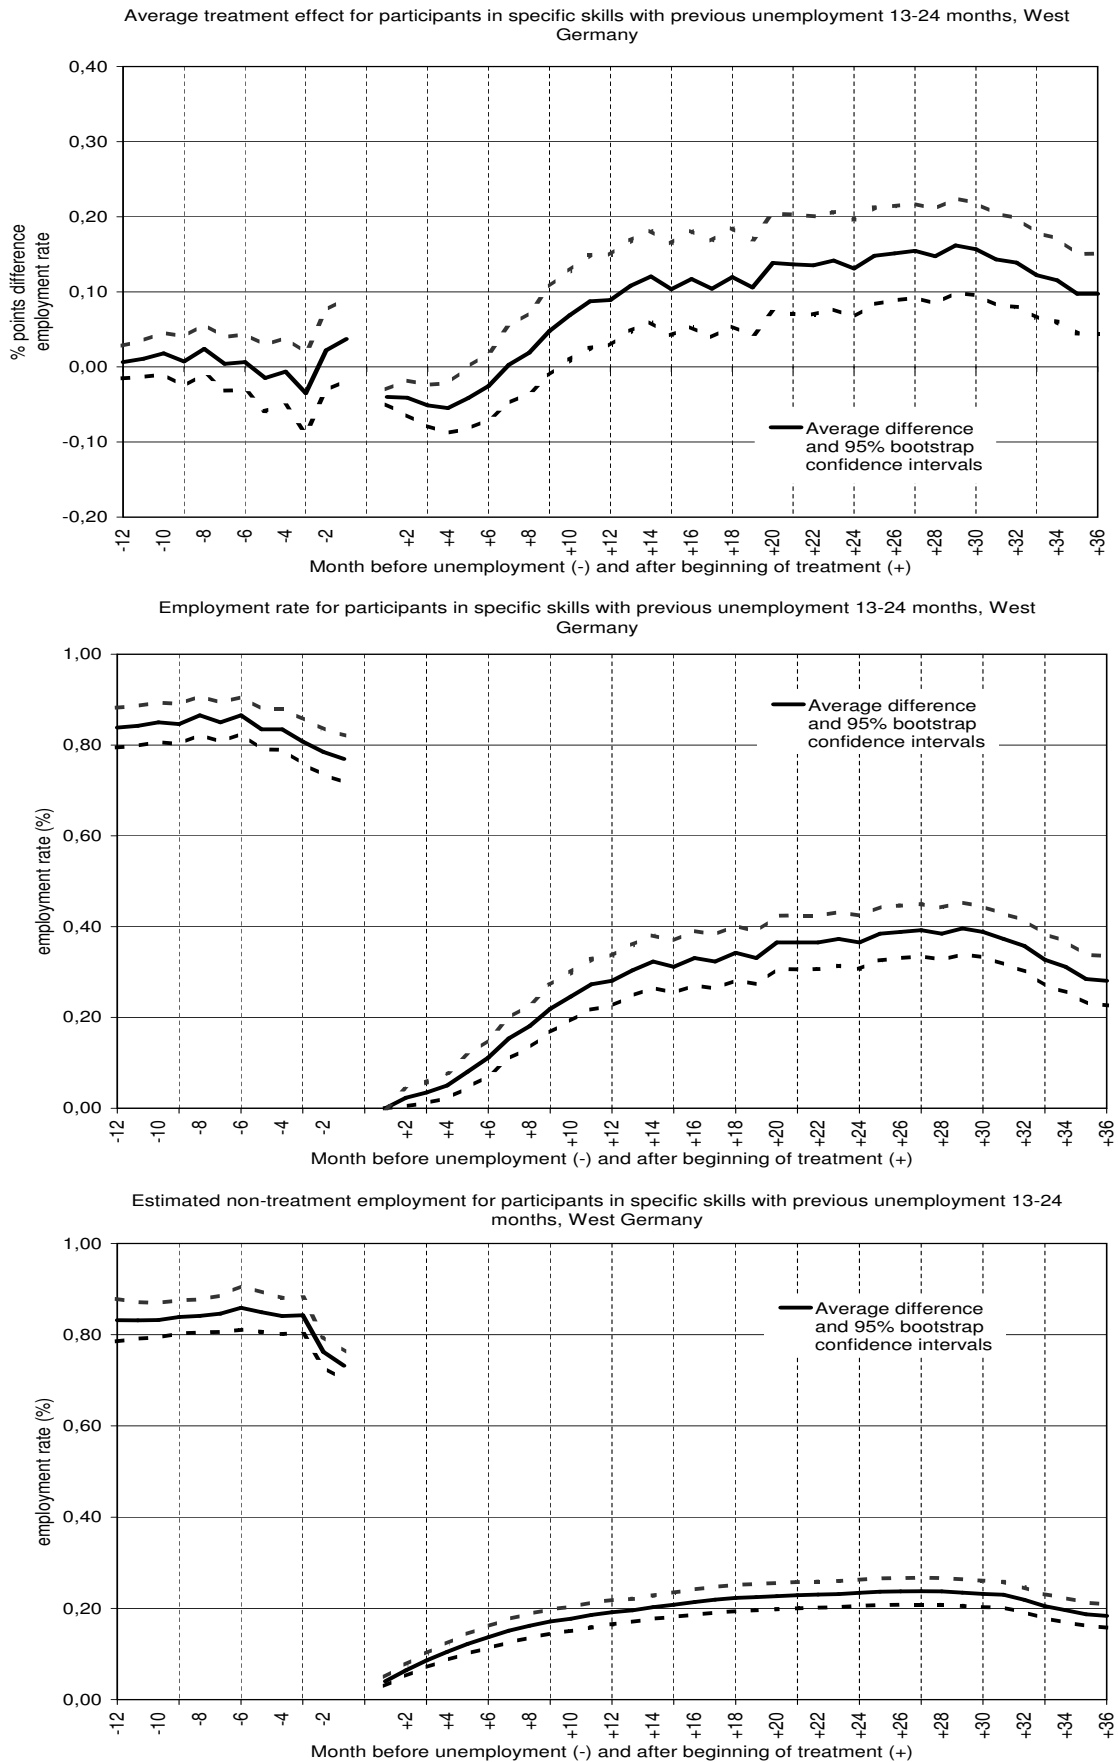 Average treatment effect for participants in specific skills with previous unemployment 13-24 months, West
Germany
% points difference
employment rate
0,40
0,30
0,20
0,10
0,00
-0,10
-0,20
Average difference
and 95% bootstrap
confidence intervals
-12 -10 -8 -6 -4 -2 +2 +4 +6 +8 +10 +12 +14 +16 +18 +20 +22 +24 +26 +28 +30 +32 +34 +36
Month before unemployment (-) and after beginning of treatment (+)
Employment rate for participants in specific skills with previous unemployment 13-24 months, West
Germany
employment rate (%)
1,00
0,80
0,60
0,40
0,20
0,00
Average difference
and 95% bootstrap
confidence intervals
-12 -10 -8 -6 -4 -2 +2 +4 +6 +8 +10 +12 +14 +16 +18 +20 +22 +24 +26 +28 +30 +32 +34 +36
Month before unemployment (-) and after beginning of treatment (+)
Estimated non-treatment employment for participants in specific skills with previous unemployment 13-24
months, West Germany
employment rate (%)
1,00
0,80
0,60
0,40
0,20
0,00
Average difference
and 95% bootstrap
confidence intervals
-12 -10 -8 -6 -4 -2 +2 +4 +6 +8 +10 +12 +14 +16 +18 +20 +22 +24 +26 +28 +30 +32 +34 +36
Month before unemployment (-) and after beginning of treatment (+)